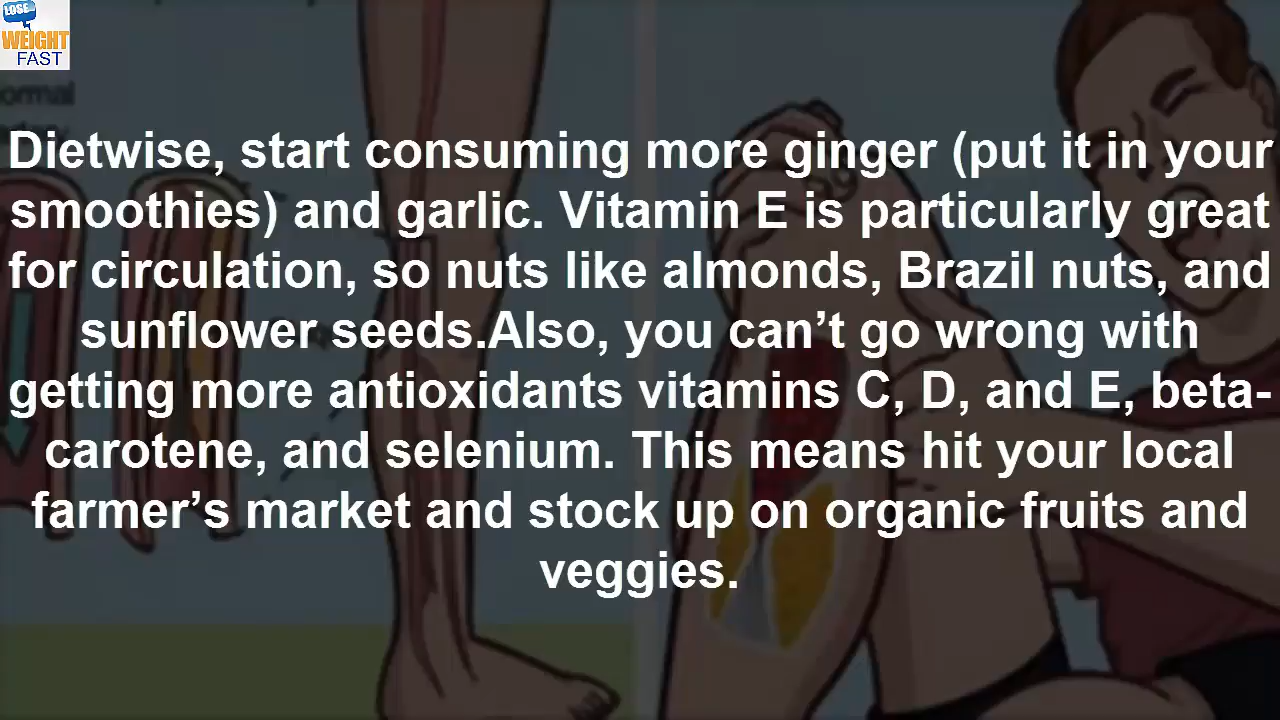 LOSE
WEIGHT
FAST
ormal
Dietwise, start consuming more ginger (put it in your
smoothies) and garlic. Vitamin E is particularly great
for circulation, so nuts like almonds, Brazil nuts, and
sunflower seeds.Also, you can’t go wrong with
getting more antioxidants vitamins C, D, and E, beta-
carotene, and selenium. This means hit your local
farmer’s market and stock up on organic fruits and
veggies.